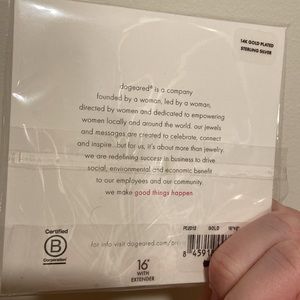 14K GOLD PLATED
STERLING SILVER
dogeared® is a company
founded by a woman, led by a woman,
directed by women and dedicated to empowering
women locally and around the world. our jewels
and messages are created to celebrate, connect
and inspire...but for us, it's about more than jewelry.
we are redefining success in business to drive
social, environmental and economic benefit
to our employees and our community.
we make good things happen
Certified
B
Corporation
for info visit dogeared.com/pri
16"
WITH
EXTENDER
GOLD
8 4591